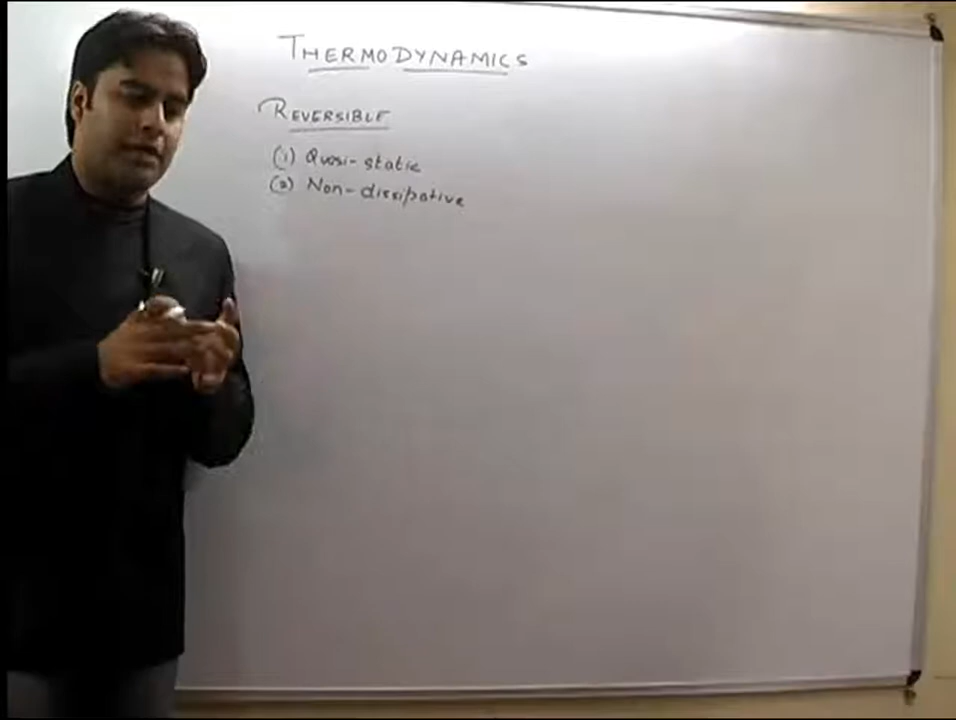 THERMODYNAMICS
REVERSIBLE
(1) Quasi-static
(2) Non-dissipative